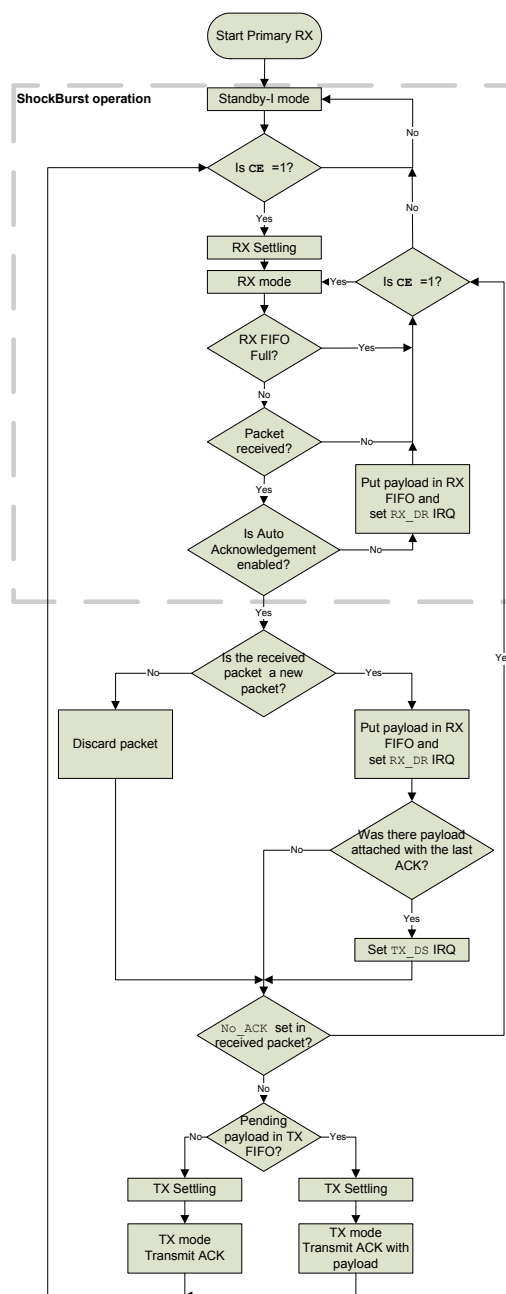 Start Primary RX
ShockBurst operation
Standby-I mode
No
Is CE =1?
No
Yes
RX Settling
RX mode
Yes
Is CE =1?
RX FIFO
Full?
Yes
No
Packet
received?
No
Put payload in RX
FIFO and
set RX_DR IRQ
Yes
Is Auto
Acknowledgement
enabled?
No
Yes
Is the received
packet a new
packet?
No
Yes
Ye
Discard packet
Put payload in RX
FIFO and
set RX_DR IRQ
Was there payload
attached with the last
ACK?
No
Yes
Set TX_DS IRQ
No_ACK set in
received packet?
No
Pending
payload in TX
FIFO?
No
Yes
TX Settling
TX Settling
TX mode
Transmit ACK
TX mode
Transmit ACK with
payload